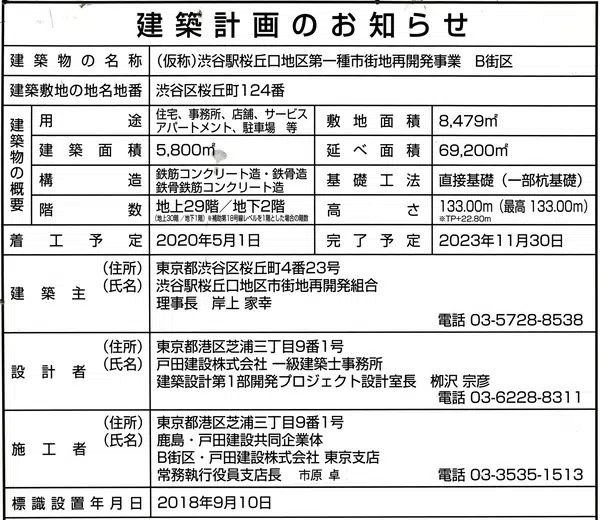 建築計画のお知らせ
建築物の名称 (仮称)渋谷駅桜丘口地区第一種市街地再開発事業 B街区
建築敷地の地名地番 渋谷区桜丘町124番
建築物の概要
用途 住宅、事務所、店舗、サービスアパートメント、駐車場 等 敷地面積 8,479㎡
建築面積 5,800㎡ 延べ面積 69,200㎡
構造 鉄筋コンクリート造・鉄骨造 鉄骨鉄筋コンクリート造 基礎工法 直接基礎(一部杭基礎)
階数 地上29階/地下2階 高さ 133.00m(最高 133.00m)
(地上30階/地下1階)※補助第18号線レベルを1階とした場合の階数 ※TP+22.80m
着工予定 2020年5月1日 完了予定 2023年11月30日
建築主
(住所) 東京都渋谷区桜丘町4番23号
(氏名) 渋谷駅桜丘口地区市街地再開発組合
理事長 岸上 家幸
電話 03-5728-8538
設計者
(住所) 東京都港区芝浦三丁目9番1号
(氏名) 戸田建設株式会社 一級建築士事務所
建築設計第1部開発プロジェクト設計室長 栁沢 宗彦
電話 03-6228-8311
施工者
(住所) 東京都港区芝浦三丁目9番1号
(氏名) 鹿島・戸田建設共同企業体
B街区・戸田建設株式会社 東京支店
常務執行役員支店長 市原 卓
電話 03-3535-1513
標識設置年月日 2018年9月10日